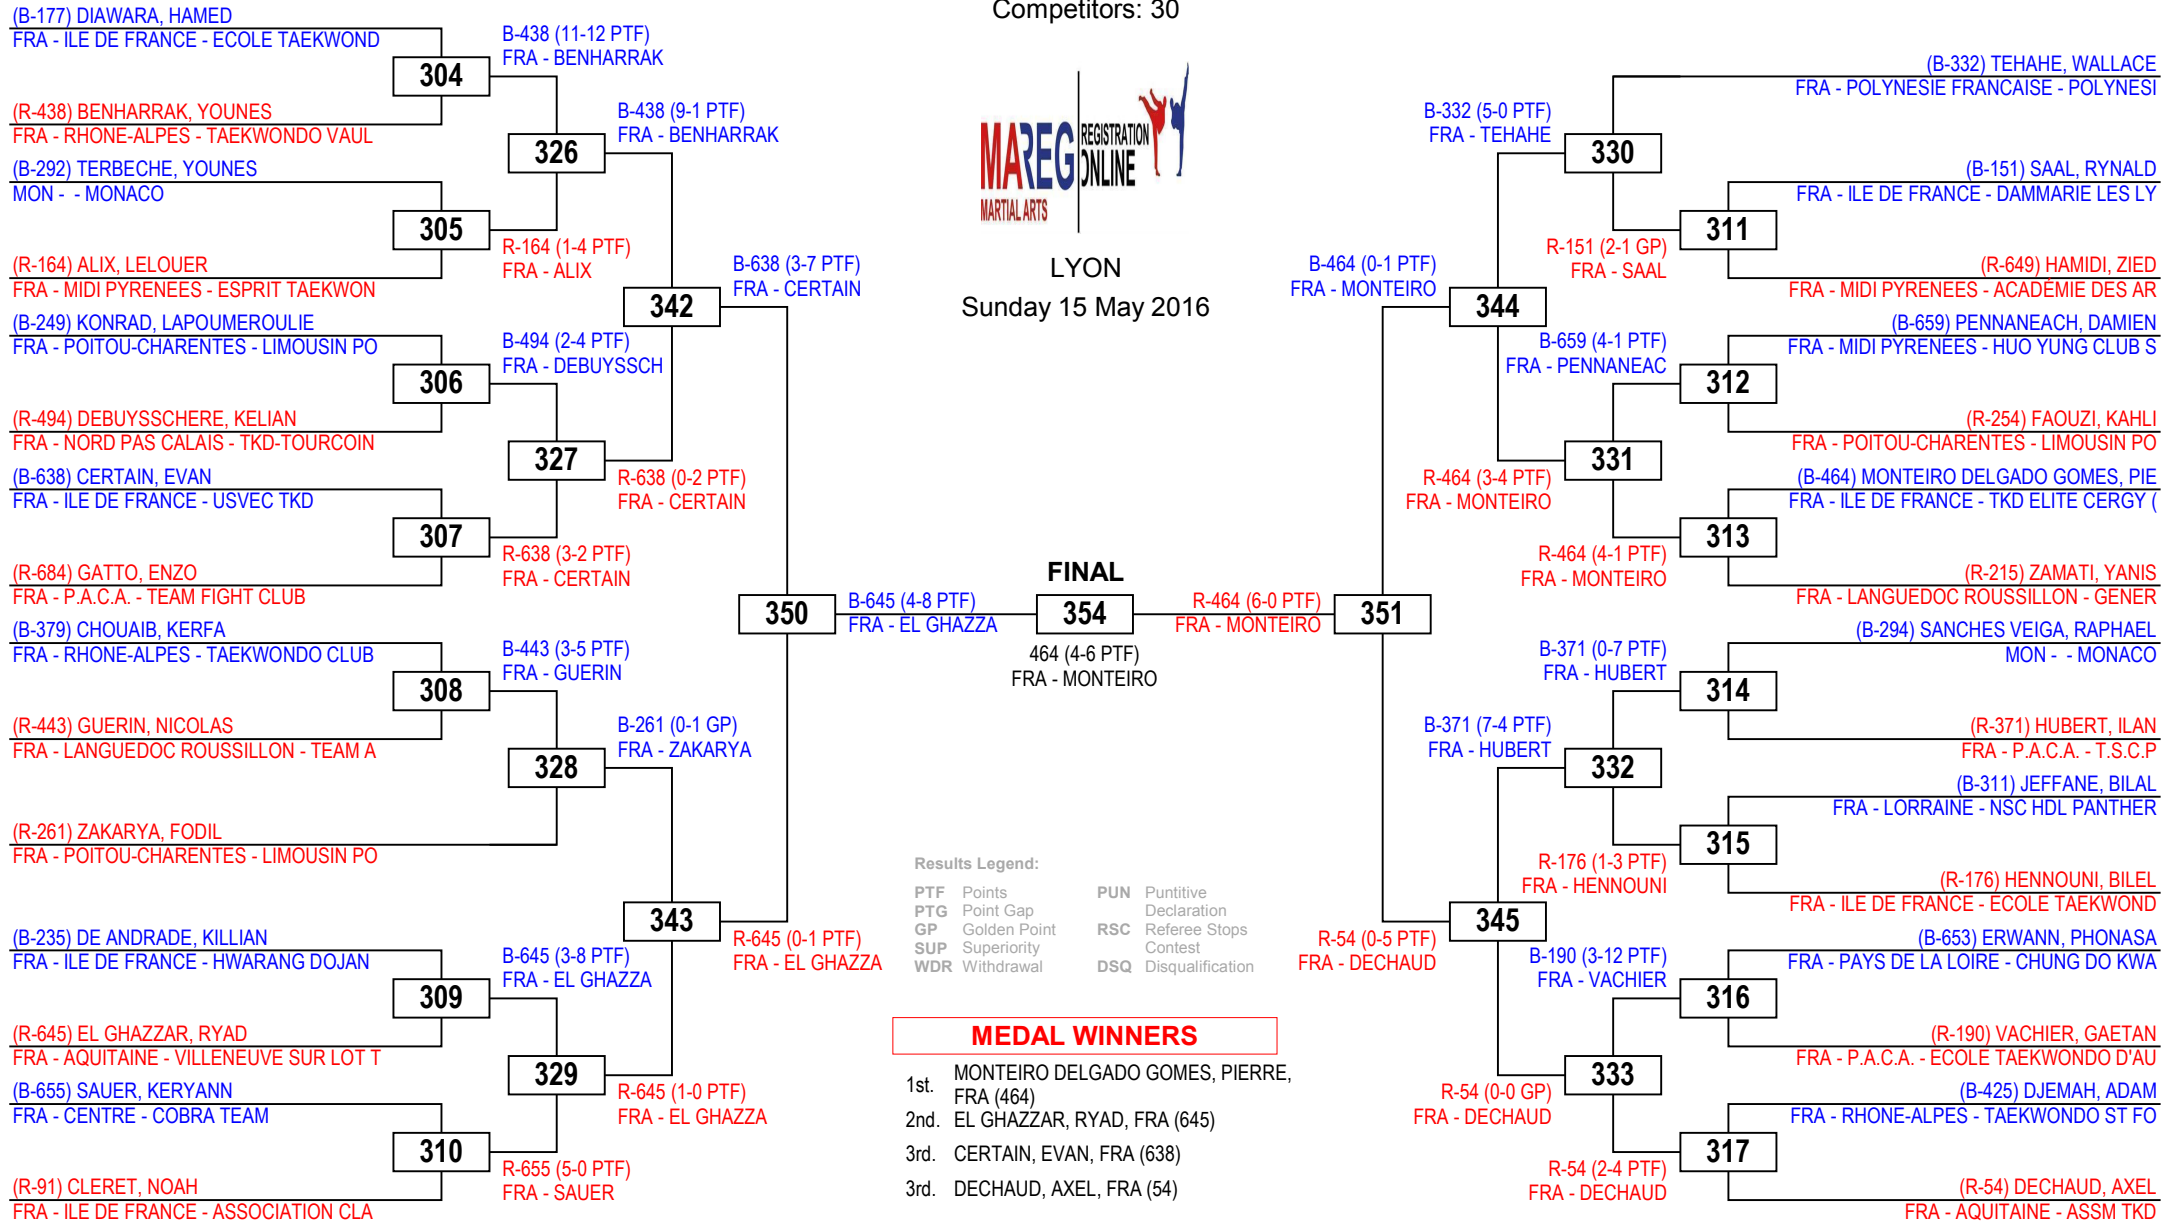 Competitors: 30
MAREG
REGISTRATION
ONLINE
MARTIAL ARTS
LYON
Sunday 15 May 2016
(B-177) DIAWARA, HAMED
FRA - ILE DE FRANCE - ECOLE TAEKWOND
304
(R-438) BENHARRAK, YOUNES
FRA - RHONE-ALPES - TAEKWONDO VAUL
(B-292) TERBECHE, YOUNES
MON - - MONACO
305
(R-164) ALIX, LELOUER
FRA - MIDI PYRENEES - ESPRIT TAEKWON
(B-249) KONRAD, LAPOUMEROULIE
FRA - POITOU-CHARENTES - LIMOUSIN PO
306
(R-494) DEBUYSSCHERE, KELIAN
FRA - NORD PAS CALAIS - TKD-TOURCOIN
(B-638) CERTAIN, EVAN
FRA - ILE DE FRANCE - USVEC TKD
307
(R-684) GATTO, ENZO
FRA - P.A.C.A. - TEAM FIGHT CLUB
(B-379) CHOUAIB, KERFA
FRA - RHONE-ALPES - TAEKWONDO CLUB
308
(R-443) GUERIN, NICOLAS
FRA - LANGUEDOC ROUSSILLON - TEAM A
(R-261) ZAKARYA, FODIL
FRA - POITOU-CHARENTES - LIMOUSIN PO
(B-235) DE ANDRADE, KILLIAN
FRA - ILE DE FRANCE - HWARANG DOJAN
309
(R-645) EL GHAZZAR, RYAD
FRA - AQUITAINE - VILLENEUVE SUR LOT T
(B-655) SAUER, KERYANN
FRA - CENTRE - COBRA TEAM
310
(R-91) CLERET, NOAH
FRA - ILE DE FRANCE - ASSOCIATION CLA
B-438 (11-12 PTF)
FRA - BENHARRAK
326
R-164 (1-4 PTF)
FRA - ALIX
B-494 (2-4 PTF)
FRA - DEBUYSSCH
327
R-638 (3-2 PTF)
FRA - CERTAIN
B-443 (3-5 PTF)
FRA - GUERIN
328
B-645 (3-8 PTF)
FRA - EL GHAZZA
329
R-655 (5-0 PTF)
FRA - SAUER
B-438 (9-1 PTF)
FRA - BENHARRAK
342
R-638 (0-2 PTF)
FRA - CERTAIN
B-261 (0-1 GP)
FRA - ZAKARYA
343
R-645 (1-0 PTF)
FRA - EL GHAZZA
B-638 (3-7 PTF)
FRA - CERTAIN
350
R-645 (0-1 PTF)
FRA - EL GHAZZA
B-645 (4-8 PTF)
FRA - EL GHAZZA
FINAL
354
464 (4-6 PTF)
FRA - MONTEIRO
R-464 (6-0 PTF)
FRA - MONTEIRO
351
B-464 (0-1 PTF)
FRA - MONTEIRO
344
R-54 (0-5 PTF)
FRA - DECHAUD
345
B-332 (5-0 PTF)
FRA - TEHAHE
330
R-464 (3-4 PTF)
FRA - MONTEIRO
331
B-371 (7-4 PTF)
FRA - HUBERT
332
R-54 (0-0 GP)
FRA - DECHAUD
333
R-151 (2-1 GP)
FRA - SAAL
B-659 (4-1 PTF)
FRA - PENNANEAC
R-464 (4-1 PTF)
FRA - MONTEIRO
B-371 (0-7 PTF)
FRA - HUBERT
R-176 (1-3 PTF)
FRA - HENNOUNI
B-190 (3-12 PTF)
FRA - VACHIER
R-54 (2-4 PTF)
FRA - DECHAUD
(B-332) TEHAHE, WALLACE
FRA - POLYNESIE FRANCAISE - POLYNESI
(B-151) SAAL, RYNALD
FRA - ILE DE FRANCE - DAMMARIE LES LY
311
(R-649) HAMIDI, ZIED
FRA - MIDI PYRENEES - ACADÉMIE DES AR
(B-659) PENNANEACH, DAMIEN
FRA - MIDI PYRENEES - HUO YUNG CLUB S
312
(R-254) FAOUZI, KAHLI
FRA - POITOU-CHARENTES - LIMOUSIN PO
(B-464) MONTEIRO DELGADO GOMES, PIE
FRA - ILE DE FRANCE - TKD ELITE CERGY (
313
(R-215) ZAMATI, YANIS
FRA - LANGUEDOC ROUSSILLON - GENER
(B-294) SANCHES VEIGA, RAPHAEL
MON - - MONACO
314
(R-371) HUBERT, ILAN
FRA - P.A.C.A. - T.S.C.P
(B-311) JEFFANE, BILAL
FRA - LORRAINE - NSC HDL PANTHER
315
(R-176) HENNOUNI, BILEL
FRA - ILE DE FRANCE - ECOLE TAEKWOND
(B-653) ERWANN, PHONASA
FRA - PAYS DE LA LOIRE - CHUNG DO KWA
316
(R-190) VACHIER, GAETAN
FRA - P.A.C.A. - ECOLE TAEKWONDO D'AU
(B-425) DJEMAH, ADAM
FRA - RHONE-ALPES - TAEKWONDO ST FO
317
(R-54) DECHAUD, AXEL
FRA - AQUITAINE - ASSM TKD
Results Legend:
PTF Points PUN Puntitive
PTG Point Gap Declaration
GP Golden Point RSC Referee Stops
SUP Superiority Contest
WDR Withdrawal DSQ Disqualification
MEDAL WINNERS
1st. MONTEIRO DELGADO GOMES, PIERRE,
FRA (464)
2nd. EL GHAZZAR, RYAD, FRA (645)
3rd. CERTAIN, EVAN, FRA (638)
3rd. DECHAUD, AXEL, FRA (54)